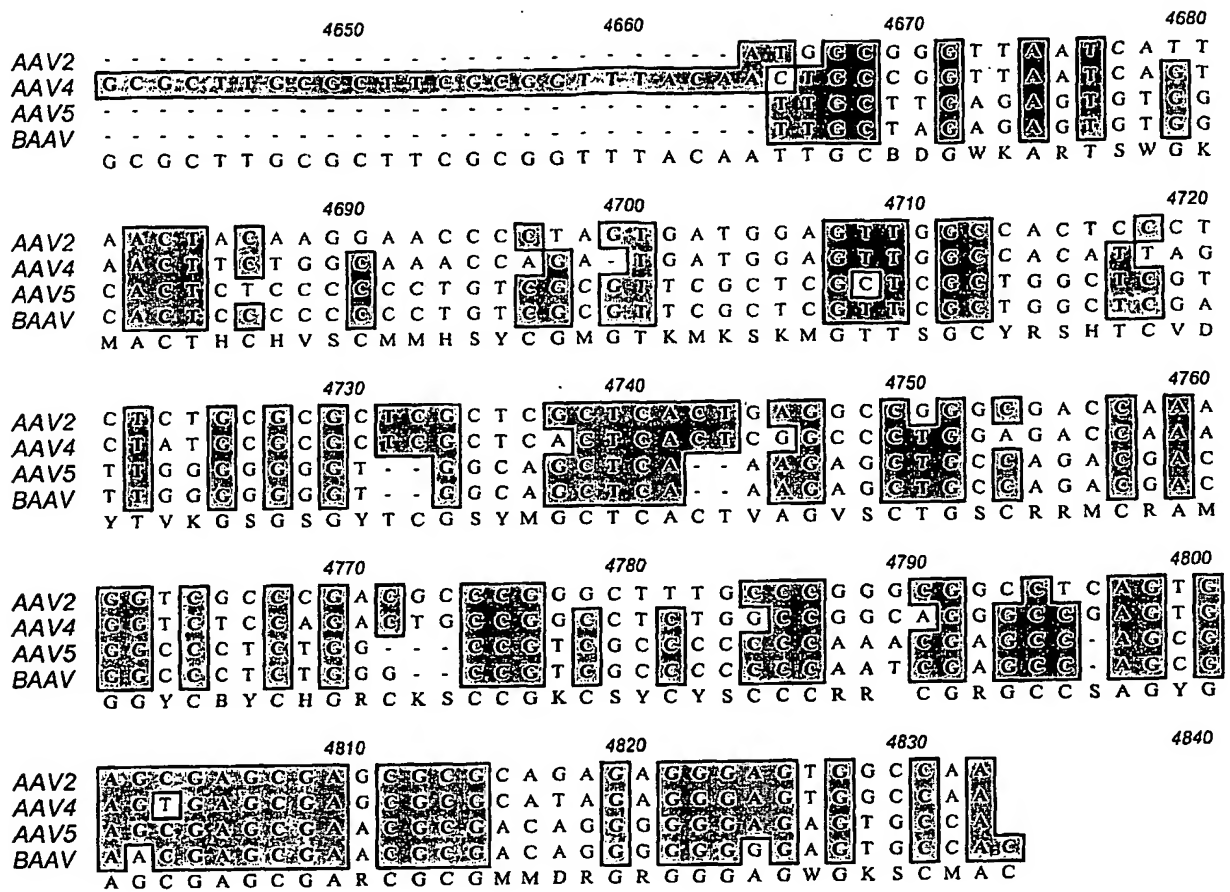 4650 4660 4670 4680
AAV2 - - - - - - - - - - - - - - - - - - - - - - - A T G G C G G G T T A A T C A T T
AAV4 G C G C T T G C G C T T C G C G G T T T A G A A C T G C C G G T T A A T C A G T
AAV5 - - - - - - - - - - - - - - - - - - - - - - - - T T G C T T G A G A G T G T G G
BAAV - - - - - - - - - - - - - - - - - - - - - - - - T T G C T A G A G A G T G T G G
G C G C T T G C G C T T C G C G G T T T A C A A T T G C B D G W K A R T S W G K
4690 4700 4710 4720
AAV2 A A C T A C A A G G A A C C C C T A G T G A T G G A G T T G G C C A C T C C C T
AAV4 A A C T T C T G G C A A A C C A G A - T G A T G G A G T T G G C C A C A T T A G
AAV5 C A C T C T C C C C C C T G T C G C G T T C G C T C G C T C G C T G G C T C G T
BAAV C A C T C G C C C C C C T G T C G C G T T C G C T C G T T C G C T G G C T C G A
M A C T H C H V S C M M H S Y C G M G T K M K S K M G T T S G C Y R S H T C V D
4730 4740 4750 4760
AAV2 C T C T G C G C G C T C G C T C G C T C A C T G A G G C C G G G C G A C C A A A
AAV4 C T A T G C G C G C T C G C T C A C T C A C T C G G C C C T G G A G A C C A A A
AAV5 T T G G G G G G G T - - G G C A G C T C A - - A A G A G C T G C C A G A C G A C
BAAV T T G G G G G G G T - - G G C A G C T C A - - A A G A G C T G C G A G A C G A C
Y T V K G S G S G Y T C G S Y M G C T C A C T V A G V S C T G S C R R M C R A M
4770 4780 4790 4800
AAV2 G G T C G C C C G A C G C C C G G G C T T T G C C C G G G C G G C C T C A G T G
AAV4 G G T C T C C A G A G T G C C G G C C T C T G G C C G G C A G G G C C G A G T G
AAV5 G G C C C T G T G G - - - C C G T C G C C C C C C C A A A C G A G C G - A G C G
BAAV G G C C C T C T G G G - - C C G T G G C C C C C C C A A T C G A G C G - A G C G
G G Y C B Y C H G R C K S C C G K C S Y C Y S C C C R R C G R G C C S A G Y G
4810 4820 4830 4840
AAV2 A G C G A G C G A G C G C G C A G A G A G G G A G T G G C C A A
AAV4 A G T G A G C G A G C G C G C A T A G A G G G A G T G G C C A A
AAV5 A G C G A G C G A A C G C G A C A G G G G G G A G A G T G C C A
BAAV A A C G A G C G A A C G C G A C A G G G G G G G G A G T G C C A C
A G C G A G C G A R C G C G M M D R G R G G G A G W G K S C M A C